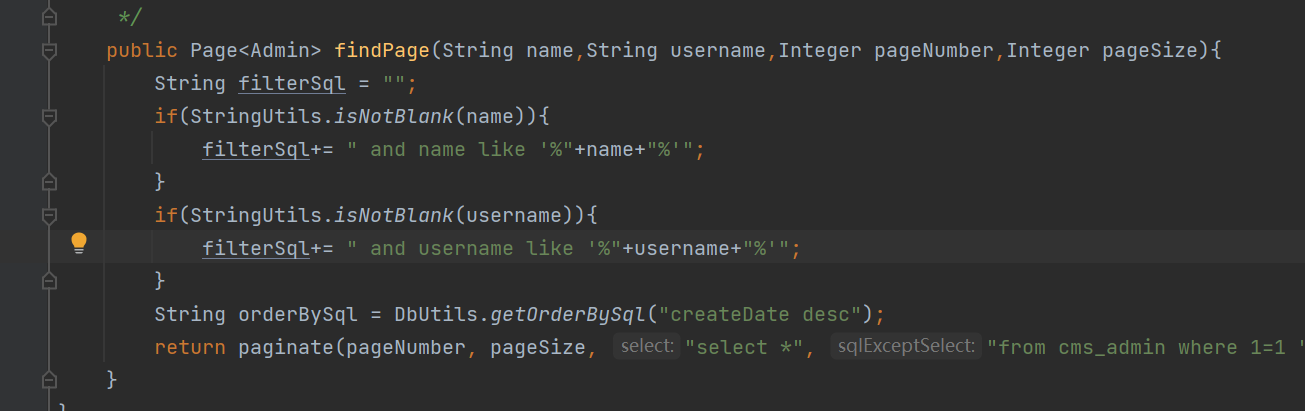 */
public Page<Admin> findPage(String name,String username,Integer pageNumber,Integer pageSize){
String filterSql = "";
if(StringUtils.isNotBlank(name)){
filterSql+= " and name like '%"+name+"%'";
}
if(StringUtils.isNotBlank(username)){
filterSql+= " and username like '%"+username+"%'";
}
String orderBySql = DbUtils.getOrderBySql("createDate desc");
return paginate(pageNumber, pageSize, select: "select *", sqlExceptSelect: "from cms_admin where 1=1 "
}